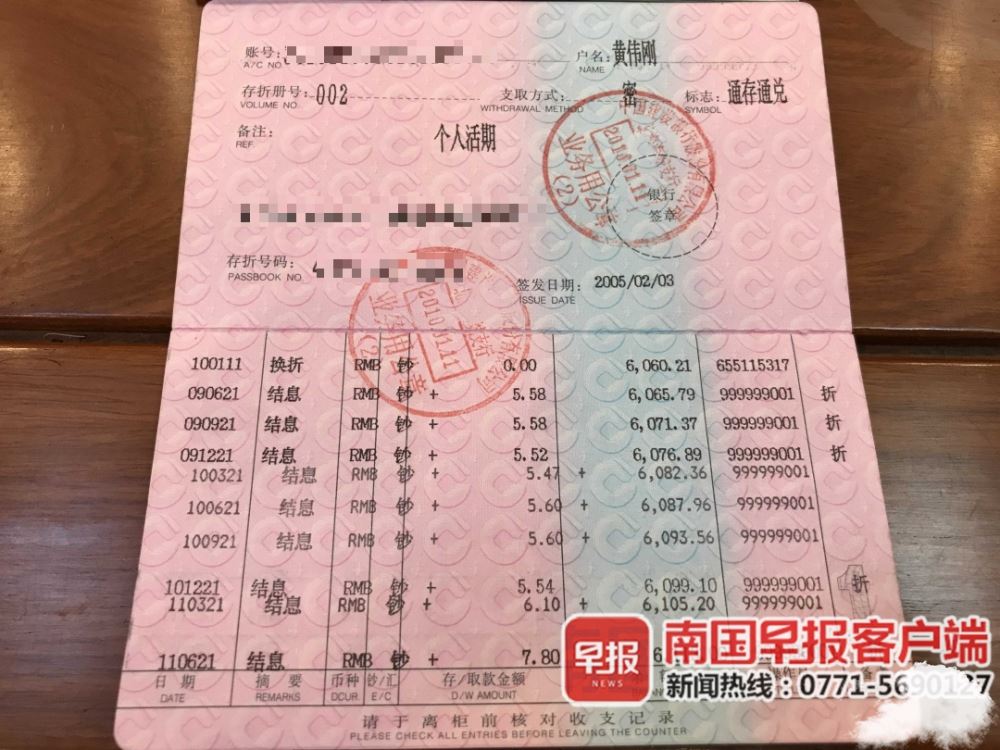 账号: 户名: 黄伟刚
A/C NO. NAME
存折册号: 002 支取方式: 密 标志: 通存通兑
VOLUME NO. WITHDRAWAL METHOD SYMBOL
备注: 个人活期
REF.
业务用公章
(2)
2010.01.11
银行
签章
存折号码:
PASSBOOK NO.
签发日期: 2005/02/03
ISSUE DATE
2010.01.11
(2)
100111 换折 RMB 钞 0.00 6,060.21 655115317
090621 结息 RMB 钞 + 5.58 6,065.79 999999001 折
090921 结息 RMB 钞 + 5.58 6,071.37 999999001 折
091221 结息 RMB 钞 + 5.52 6,076.89 999999001 折
100321 结息 RMB 钞 + 5.47 + 6,082.36 999999001
100621 结息 RMB 钞 + 5.60 + 6,087.96 999999001
100921 结息 RMB 钞 + 5.60 + 6,093.56 999999001
101221 结息 RMB 钞 + 5.54 6,099.10 999999001 折
110321 结息 RMB 钞 + 6.10 + 6,105.20 999999001
110621 结息 RMB 钞 + 7.80
日期 摘要 币种 钞/汇 存/取款金额
DATE REMARKS DCUR. E/C D/W AMOUNT
请于离柜前核对收支记录
PLEASE CHECK ALL ENTRIES BEFORE LEAVING THE COUNTER
早报
NEWS
南国早报客户端
新闻热线:0771-5690127